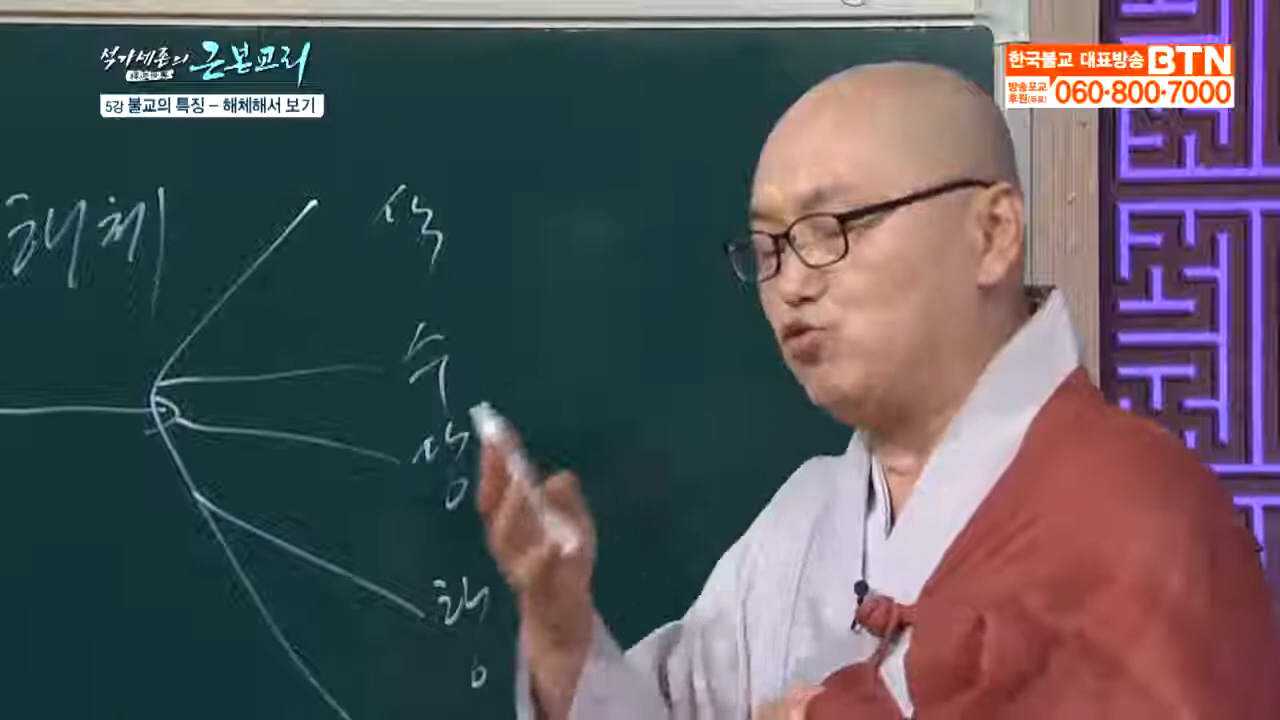 석가세존의 근본교리
5강 불교의 특징 – 해체해서 보기
한국불교 대표방송 BTN
방송포교
후원(유료) 060·800·7000
해체
색
수
상
행